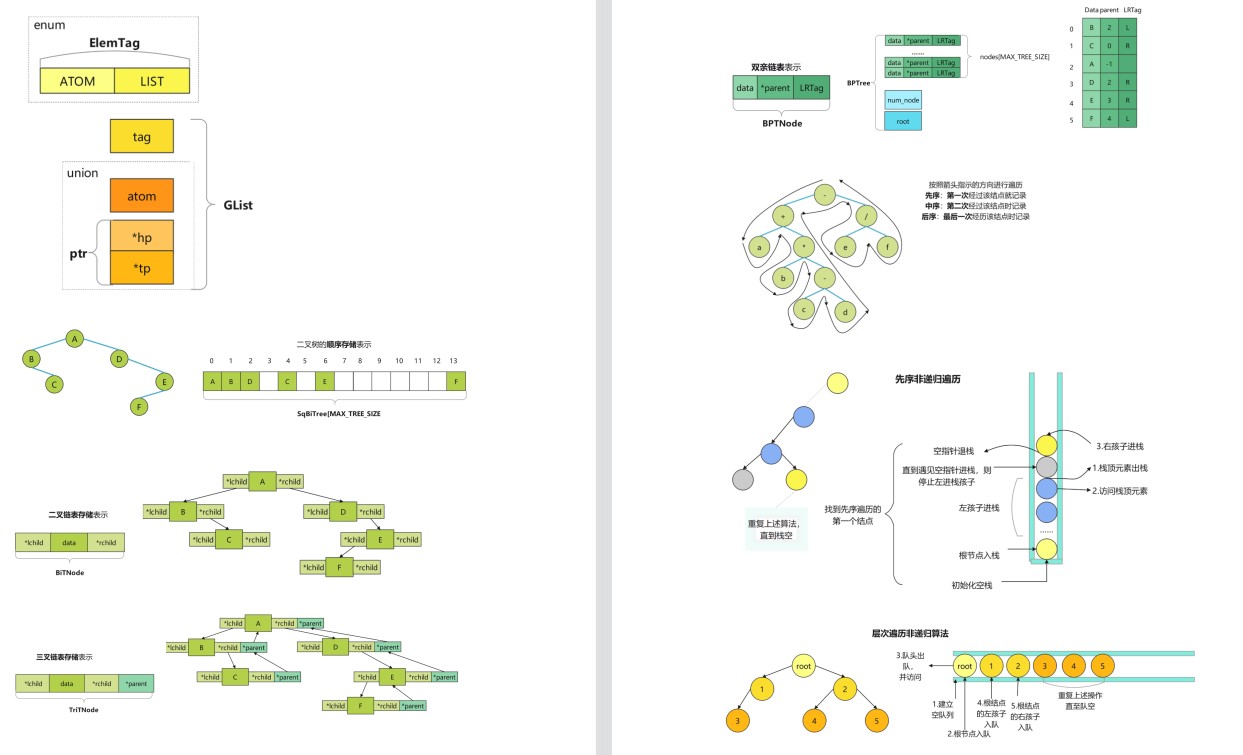 enum
ElemTag
ATOM LIST
tag
union
atom
*hp
ptr
*tp
GList
A
B
D
C
E
F
二叉树的顺序存储表示
0 1 2 3 4 5 6 7 8 9 10 11 12 13
A B D C E F
SqBiTree[MAX_TREE_SIZE
二叉链表存储表示
*lchild data *rchild
BiTNode
*lchild A *rchild
*lchild B *rchild
*lchild D *rchild
*lchild C *rchild
*lchild E *rchild
*lchild F *rchild
三叉链表存储表示
*lchild data *rchild *parent
TriTNode
*lchild A *rchild *parent
*lchild B *rchild *parent
*lchild D *rchild *parent
*lchild C *rchild *parent
*lchild E *rchild *parent
*lchild F *rchild *parent
双亲链表表示
data *parent LRTag
BPTNode
BPTree
data *parent LRTag
......
data *parent LRTag
data *parent LRTag
nodes[MAX_TREE_SIZE]
num_node
root
Data parent LRTag
0 B 2 L
1 C 0 R
2 A -1
3 D 2 R
4 E 3 R
5 F 4 L
-
+ /
a * e f
b -
c d
按照箭头指示的方向进行遍历
先序：第一次经过该结点就记录
中序：第二次经过该结点时记录
后序：最后一次经历该结点时记录
先序非递归遍历
重复上述算法，
直到栈空
找到先序遍历的
第一个结点
空指针退栈
直到遇见空指针进栈，则
停止左进栈孩子
左孩子进栈
......
根节点入栈
初始化空栈
3.右孩子进栈
1.栈顶元素出栈
2.访问栈顶元素
层次遍历非递归算法
root
1 2
3 4 5
3.队头出
队，
并访问
root 1 2 3 4 5
1.建立
空队列
2.根节点入队
4.根结点
的左孩子
入队
5.根结点
的右孩子
入队
重复上述操作
直至队空